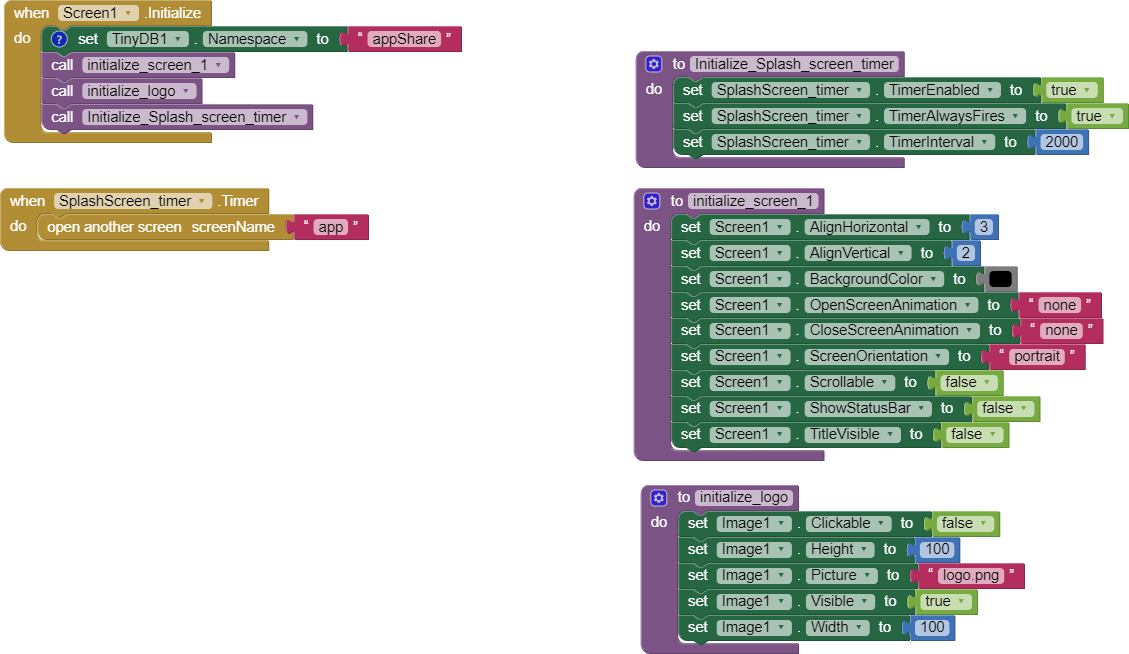 when Screen1 .Initialize
do ? set TinyDB1 . Namespace to “ appShare ”
call initialize_screen_1
call initialize_logo
call Initialize_Splash_screen_timer
when SplashScreen_timer .Timer
do open another screen screenName “ app ”
to Initialize_Splash_screen_timer
do set SplashScreen_timer . TimerEnabled to true
set SplashScreen_timer . TimerAlwaysFires to true
set SplashScreen_timer . TimerInterval to 2000
to initialize_screen_1
do set Screen1 . AlignHorizontal to 3
set Screen1 . AlignVertical to 2
set Screen1 . BackgroundColor to
set Screen1 . OpenScreenAnimation to “ none ”
set Screen1 . CloseScreenAnimation to “ none ”
set Screen1 . ScreenOrientation to “ portrait ”
set Screen1 . Scrollable to false
set Screen1 . ShowStatusBar to false
set Screen1 . TitleVisible to false
to initialize_logo
do set Image1 . Clickable to false
set Image1 . Height to 100
set Image1 . Picture to “ logo.png ”
set Image1 . Visible to true
set Image1 . Width to 100